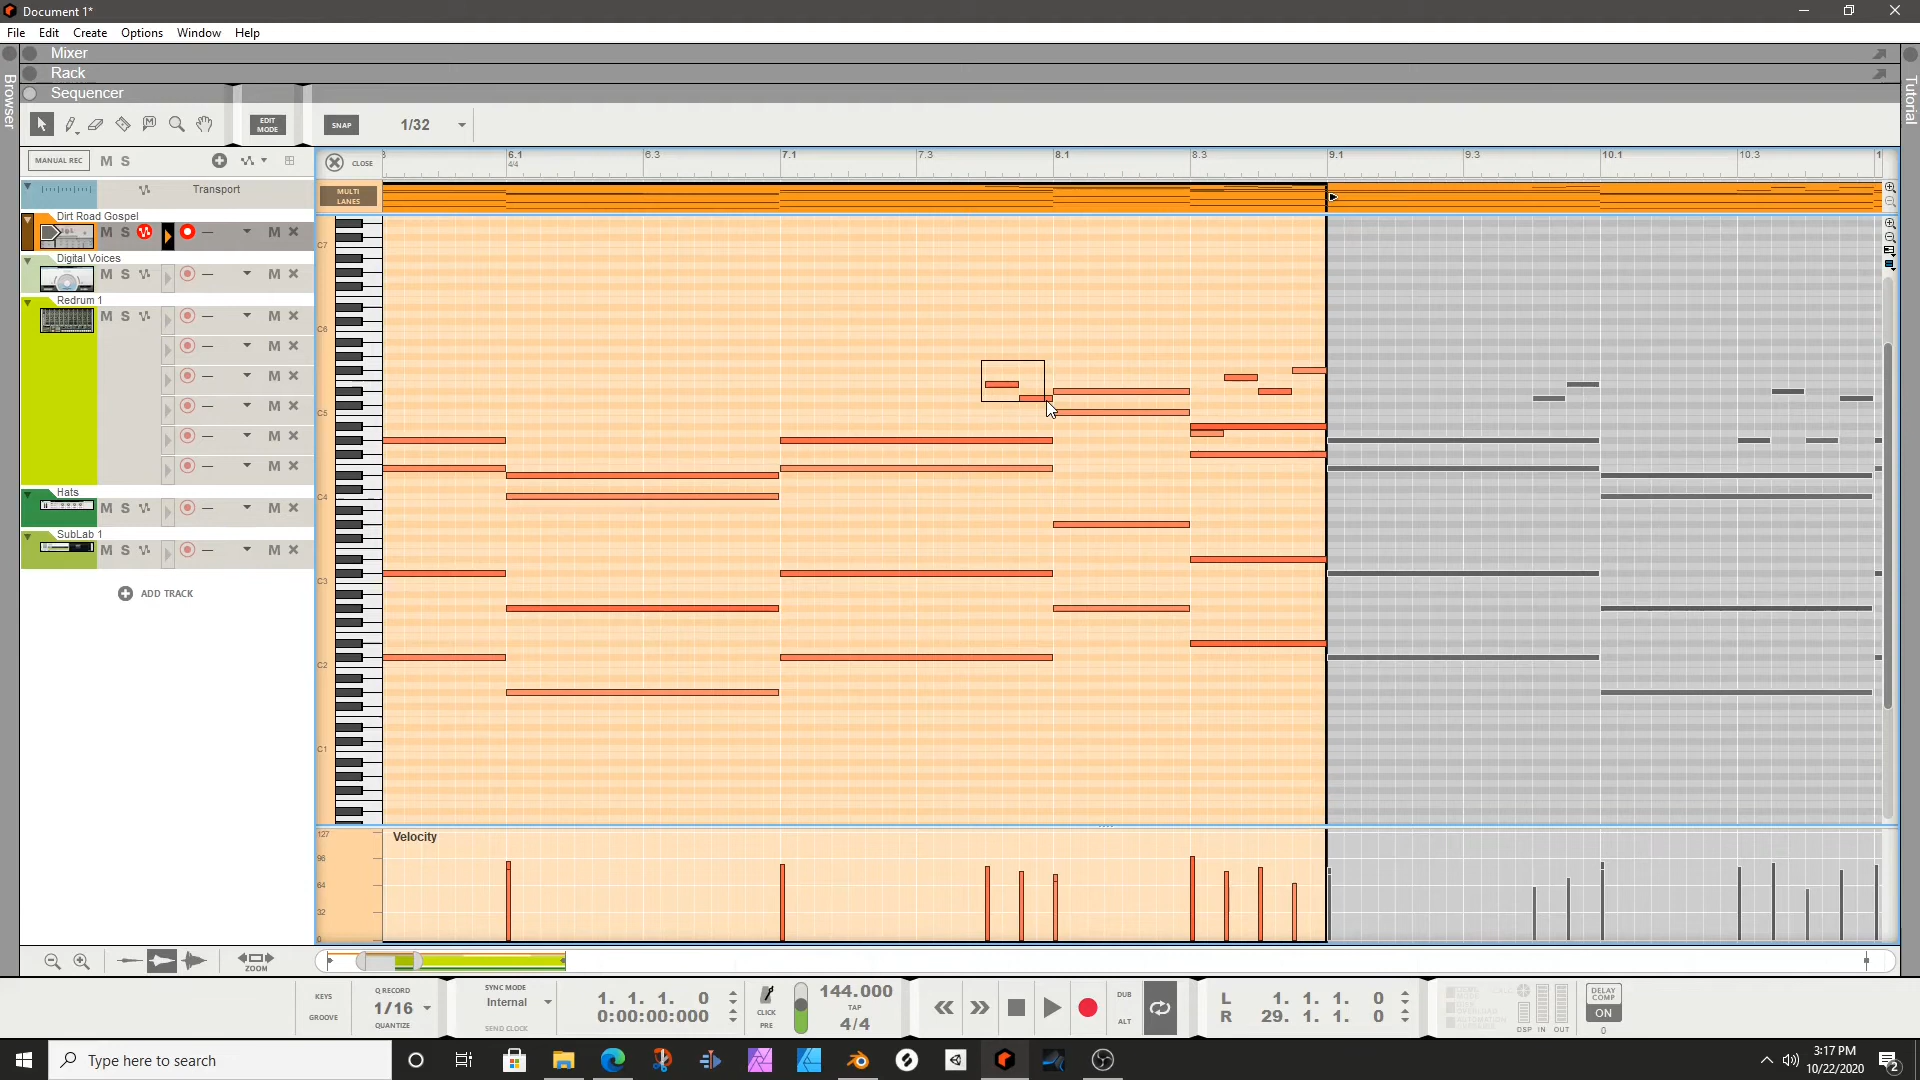 Document 1*
File Edit Create Options Window Help
Mixer
Rack
Sequencer
Browser
Tutorial
EDIT MODE
SNAP
1/32
MANUAL REC
M S
CLOSE
6.1
4/4
6.3
7.1
7.3
8.1
8.3
9.1
9.3
10.1
10.3
Transport
MULTI LANES
Dirt Road Gospel
M S
M
Digital Voices
M S
M
Redrum 1
M S
M
M
M
M
M
M
Hats
M S
M
SubLab 1
M S
M
ADD TRACK
C7
C6
C5
C4
C3
C2
C1
Velocity
127
96
64
32
0
ZOOM
KEYS
GROOVE
Q RECORD
1/16
QUANTIZE
SYNC MODE
Internal
SEND CLOCK
1. 1. 1. 0
0:00:00:000
CLICK
PRE
144.000
TAP
4/4
DUB
ALT
L 1. 1. 1. 0
R 29. 1. 1. 0
DSP IN OUT
DELAY COMP
ON
0
Type here to search
3:17 PM
10/22/2020
2